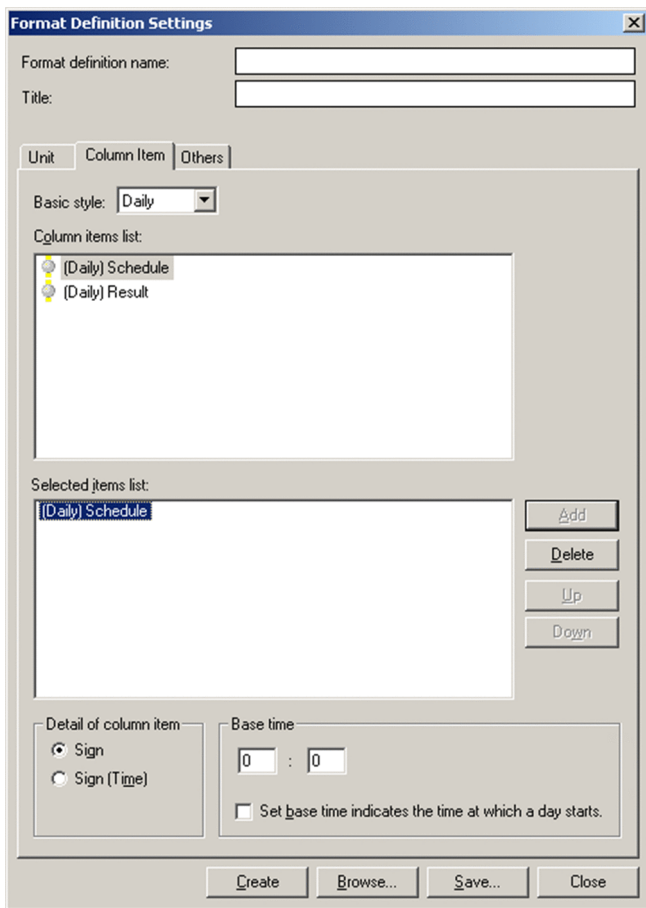 Format Definition Settings
Format definition name:
Title:
Unit Column Item Others
Basic style: Daily
Column items list:
(Daily) Schedule
(Daily) Result
Selected items list:
(Daily) Schedule
Add
Delete
Up
Down
Detail of column item
Sign
Sign (Time)
Base time
0 : 0
Set base time indicates the time at which a day starts.
Create Browse... Save... Close